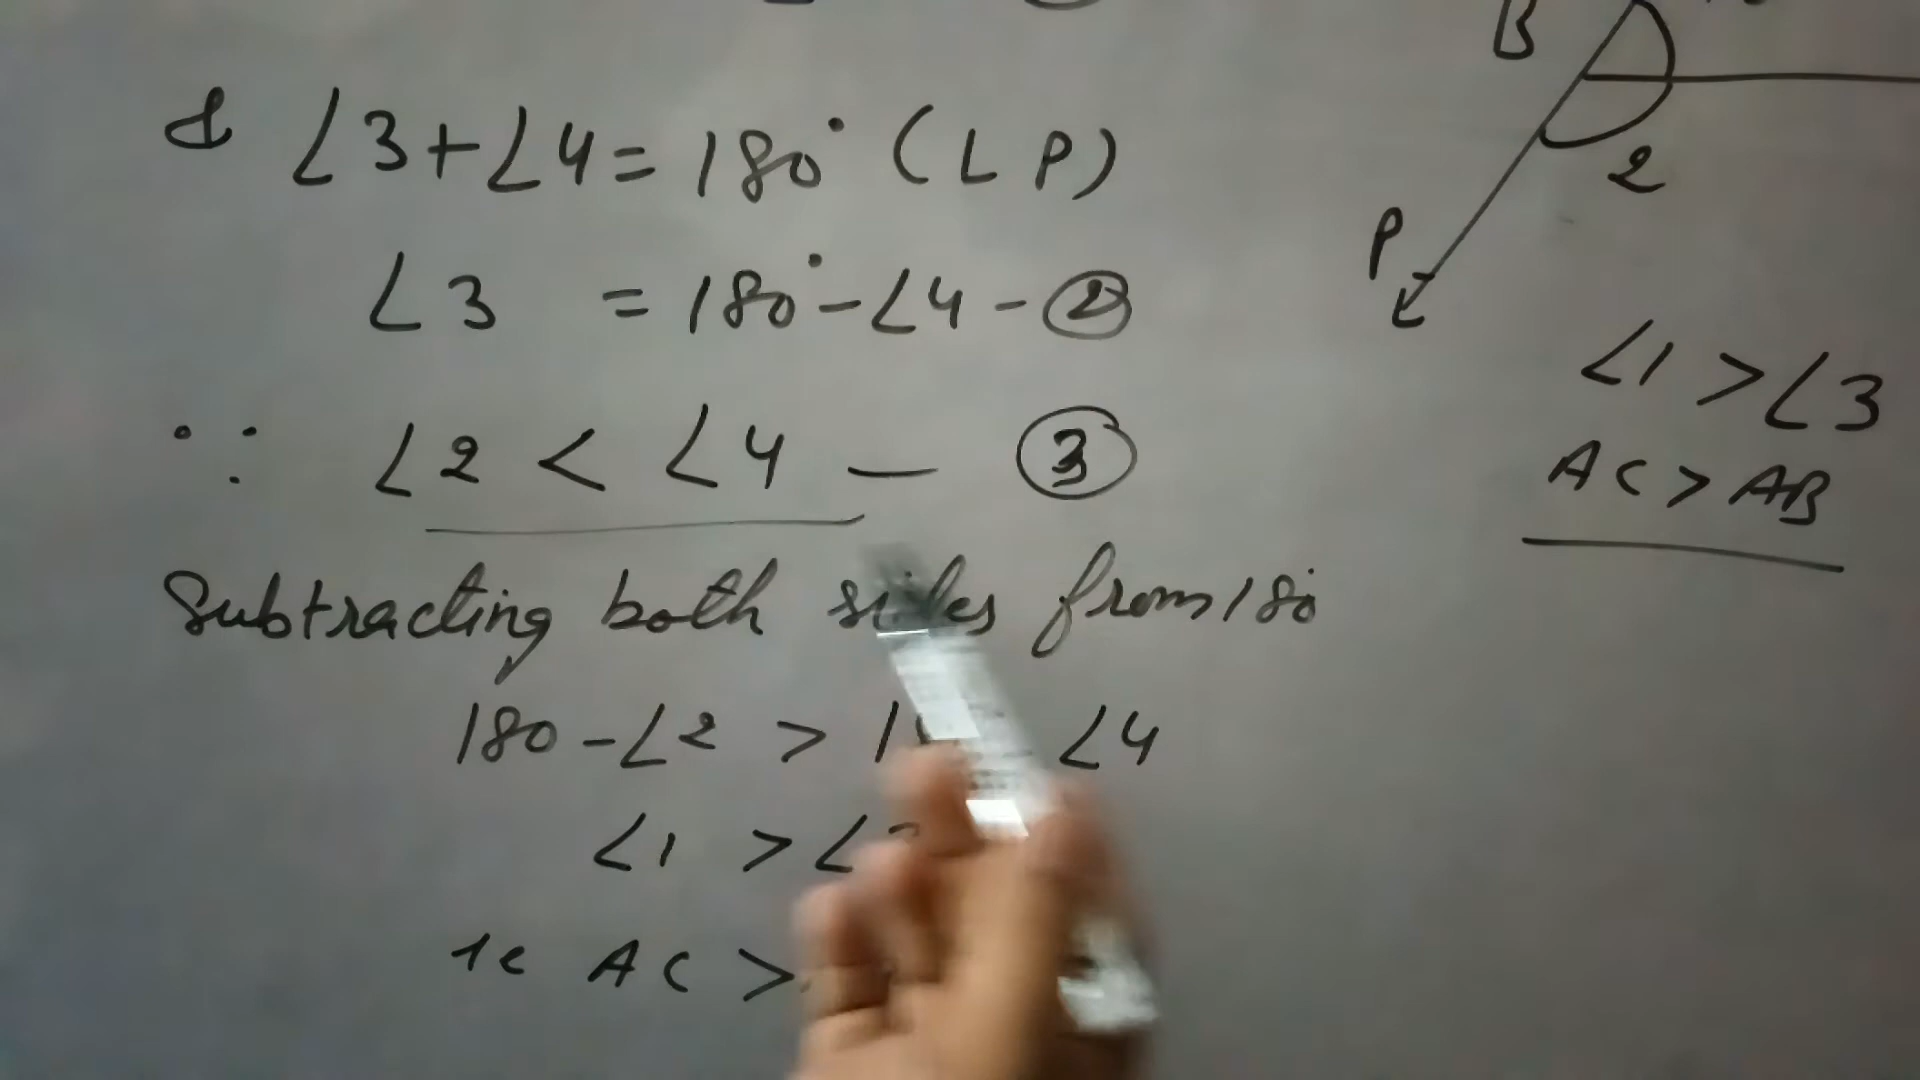 & ∠3+∠4=180° (LP)
∠3 = 180°-∠4 - ②
∵ ∠2 < ∠4 — ③
Subtracting both sides from 180
180-∠2 > ∠4
∠1 > ∠
ie AC >
B
2
P
∠1 > ∠3
AC > AB